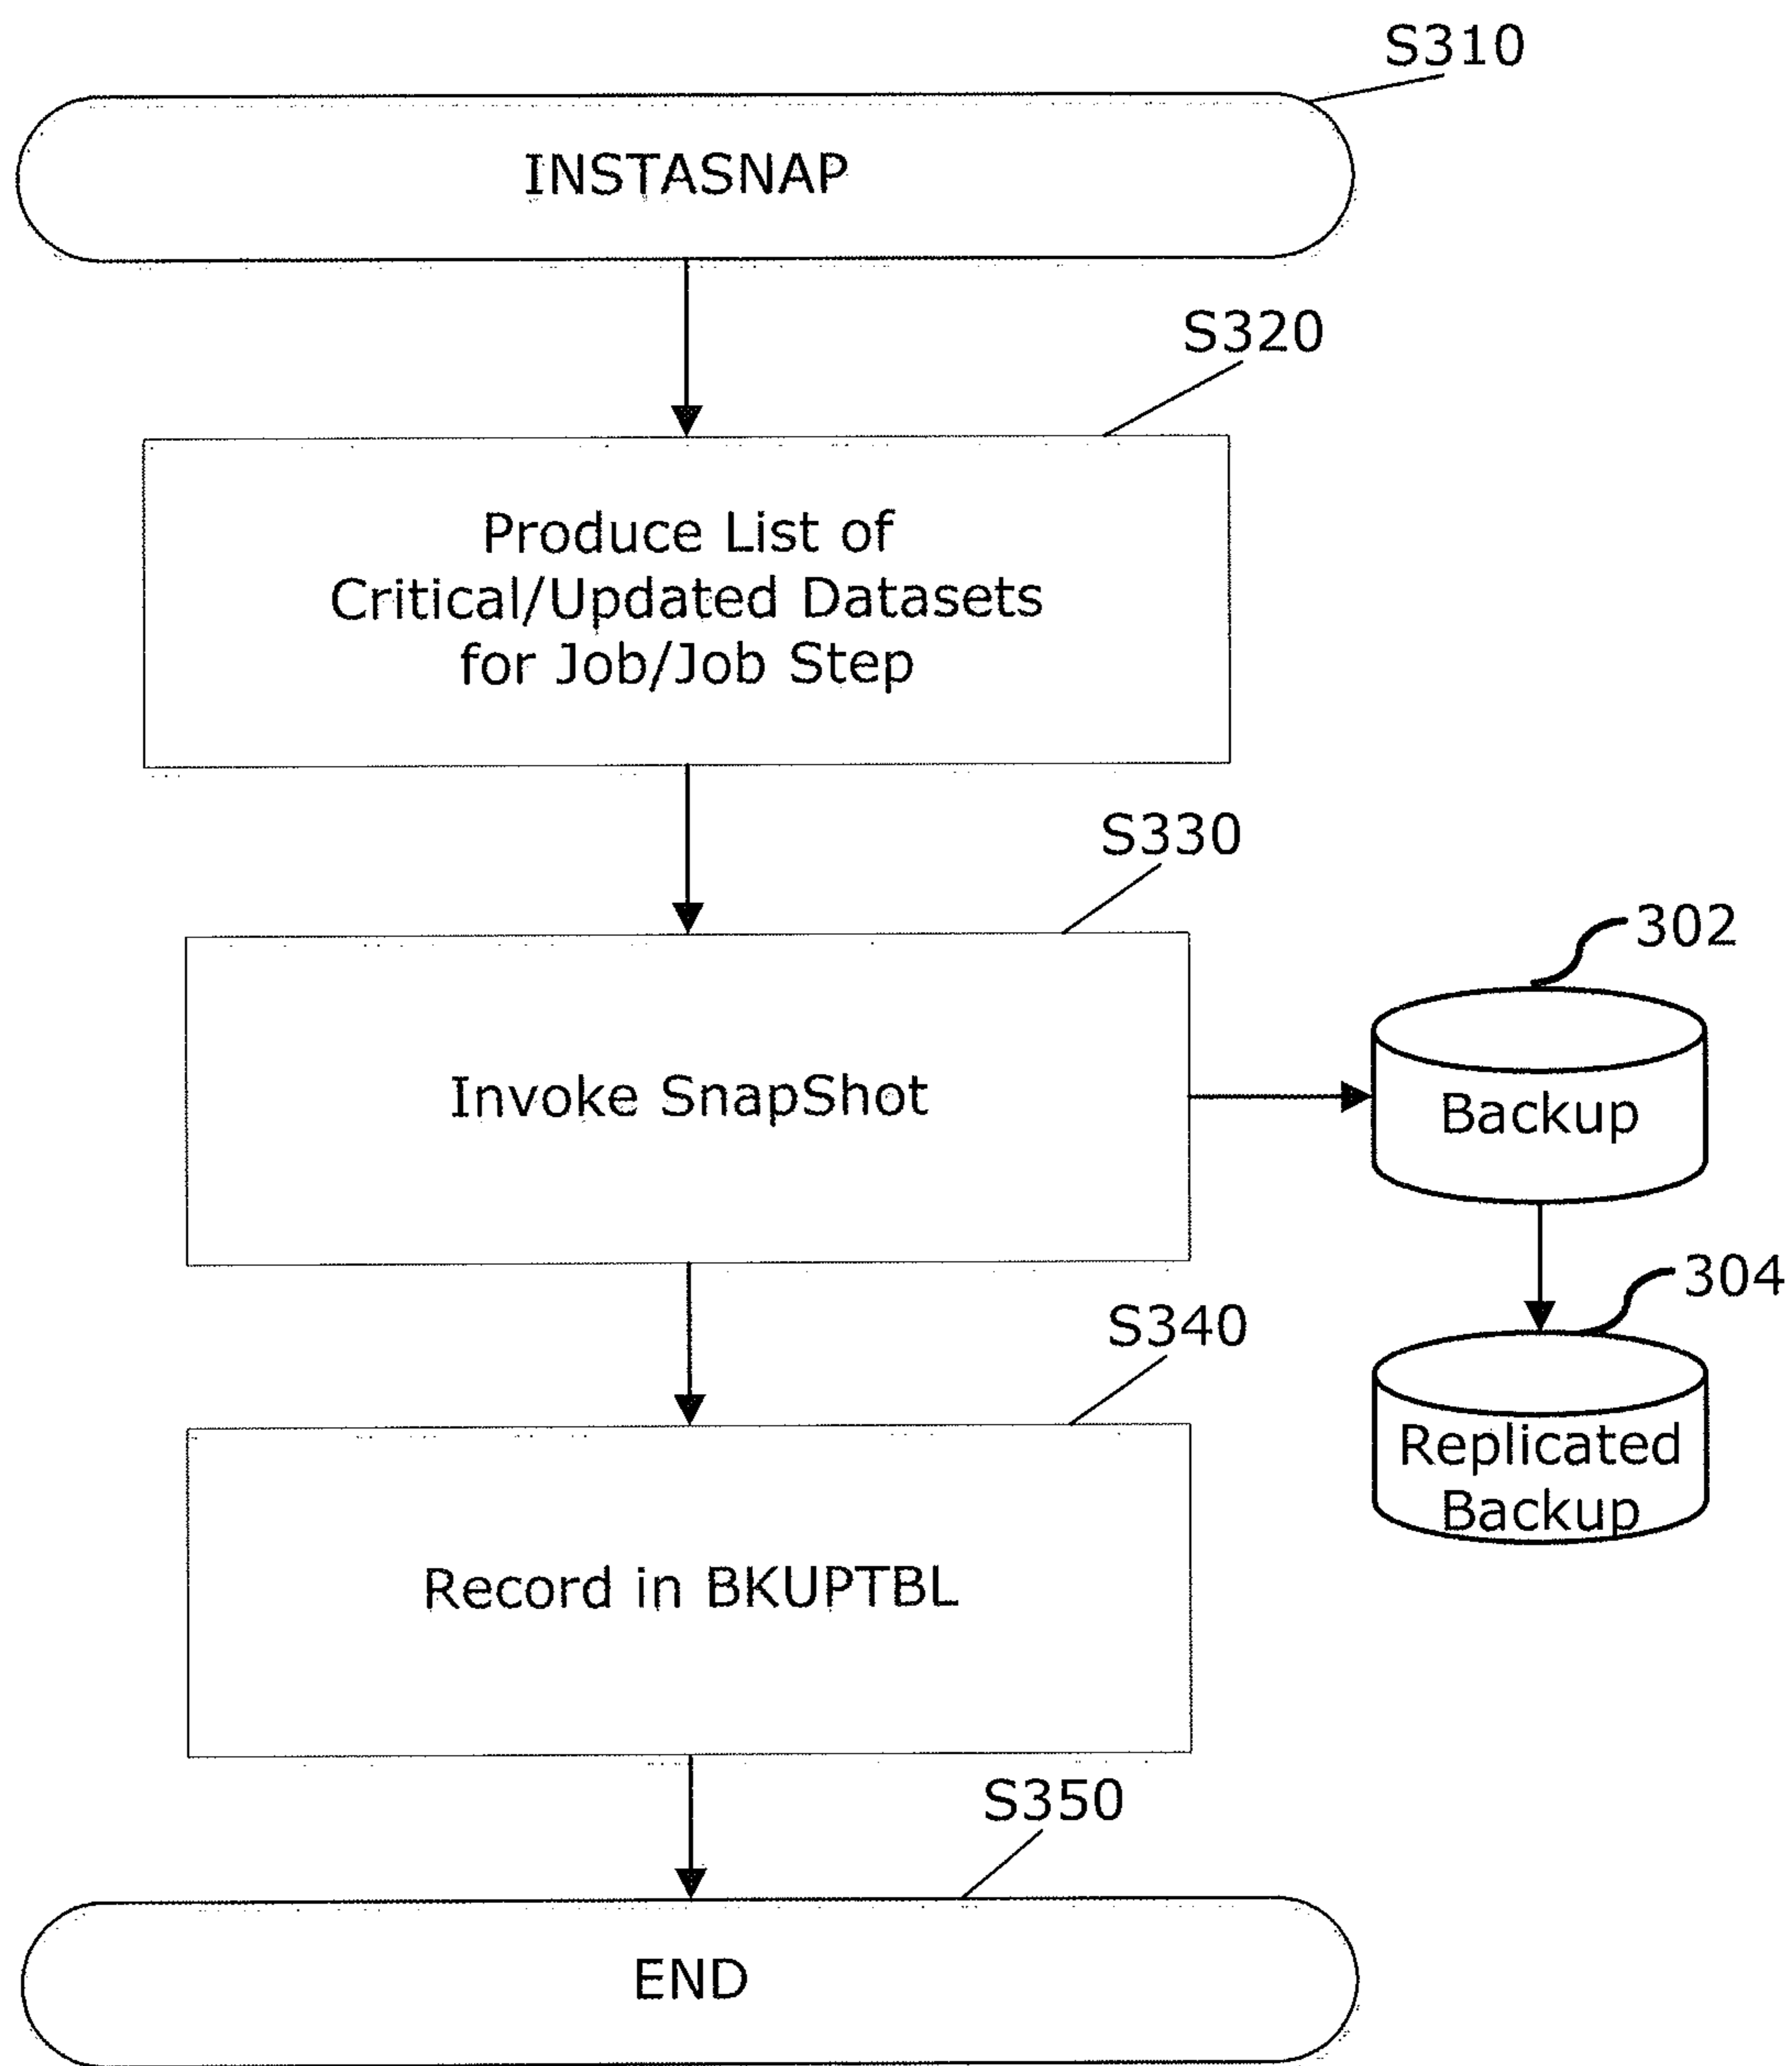 S310
INSTASNAP
S320
Produce List of
Critical/Updated Datasets
for Job/Job Step
S330
302
Invoke SnapShot
Backup
304
S340
Replicated
Backup
Record in BKUPTBL
S350
END